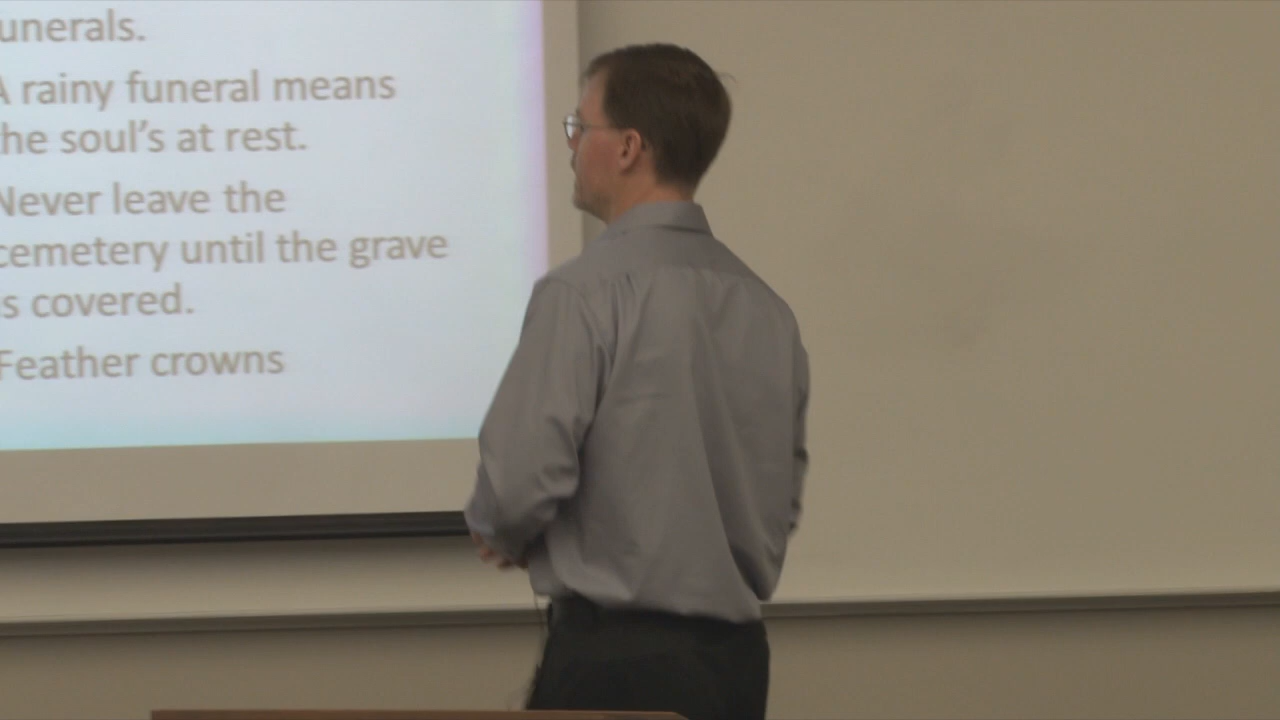 unerals.
A rainy funeral means
he soul's at rest.
Never leave the
cemetery until the grave
s covered.
Feather crowns